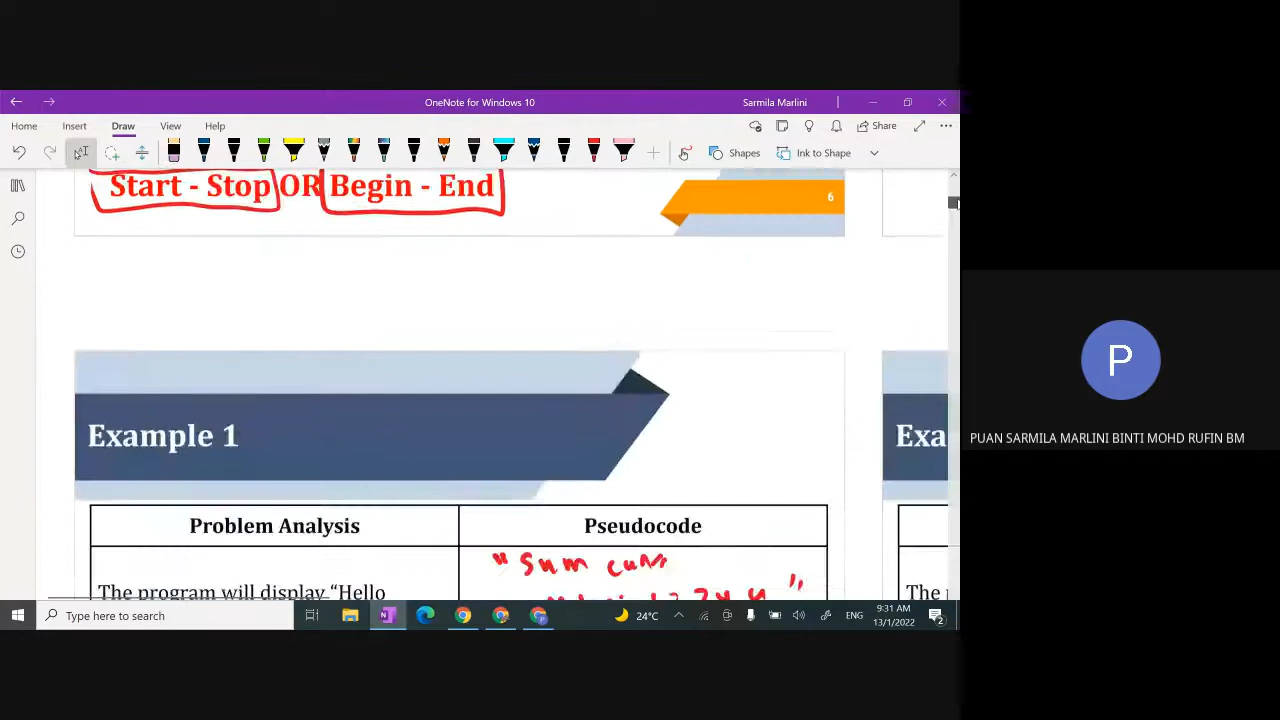 OneNote for Windows 10
Sarmila Marlini
Home Insert Draw View Help
Share
Shapes
Ink to Shape
Start - Stop OR Begin - End
6
Example 1
Exa
Problem Analysis
Pseudocode
"Sum
The program will display "Hello
The p
P
PUAN SARMILA MARLINI BINTI MOHD RUFIN BM
Type here to search
24°C
ENG
9:31 AM
13/1/2022
2